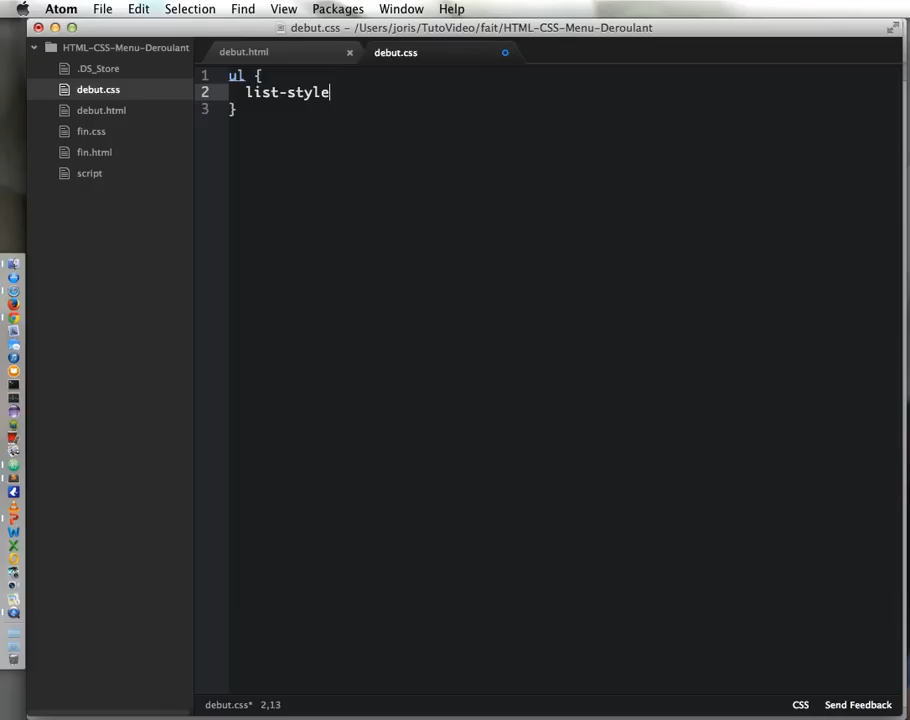 Atom File Edit Selection Find View Packages Window Help
debut.css - /Users/joris/TutoVideo/fait/HTML-CSS-Menu-Deroulant
HTML-CSS-Menu-Deroulant
.DS_Store
debut.css
debut.html
fin.css
fin.html
script
debut.html debut.css
1 ul {
2 list-style
3 }
debut.css* 2,13 CSS Send Feedback